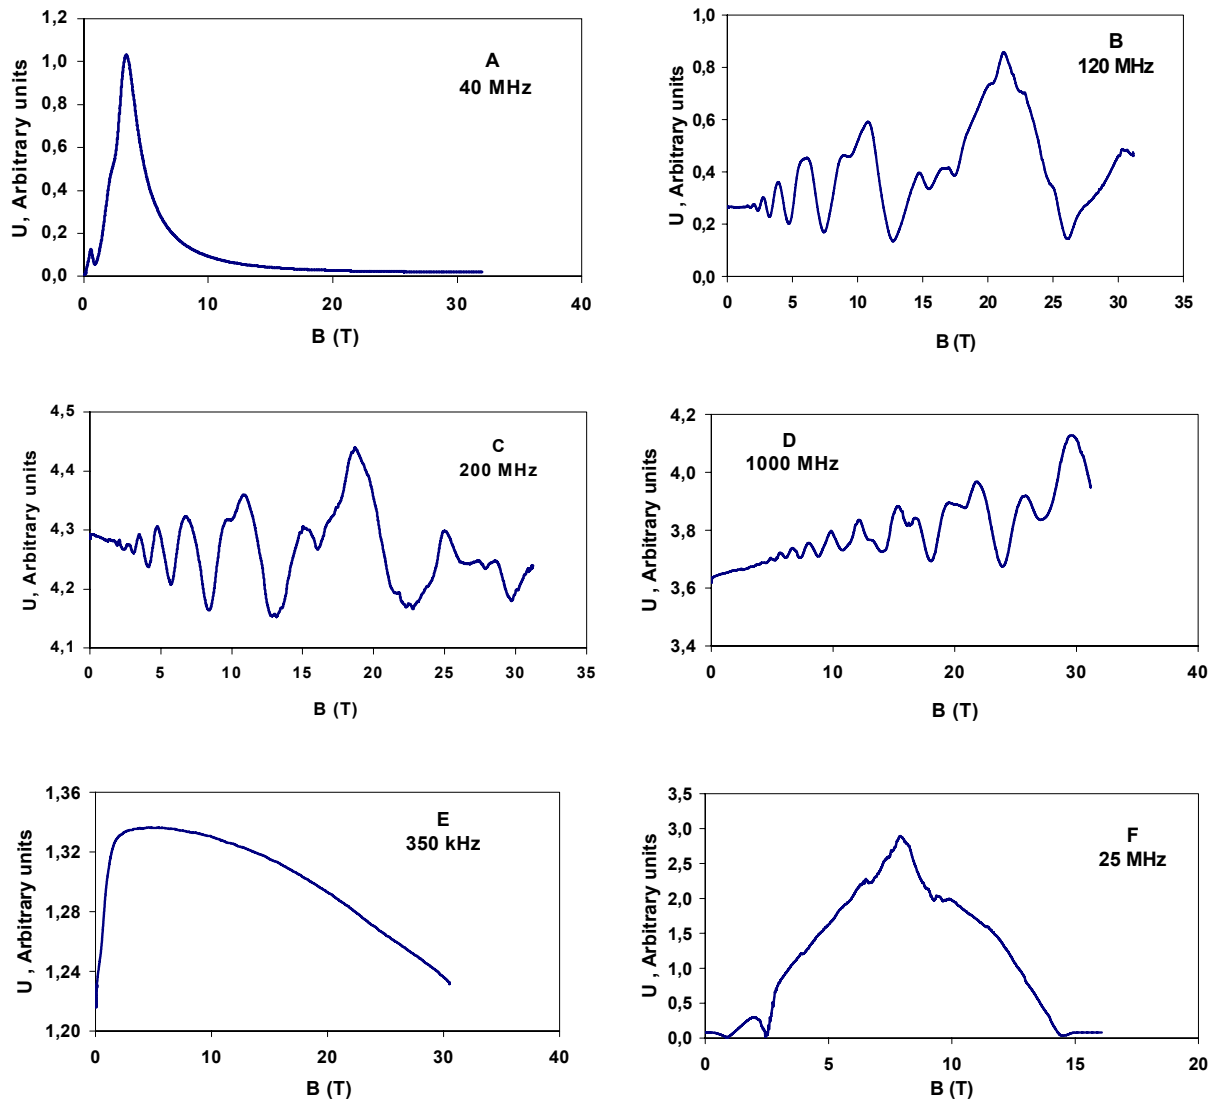 1,2
1,0
0,8
0,6
0,4
0,2
0,0
U, Arbitrary units
A
40 MHz
0 10 20 30 40
B (T)
1,0
0,8
0,6
0,4
0,2
0,0
U, Arbitrary units
B
120 MHz
0 5 10 15 20 25 30 35
B (T)
4,5
4,4
4,3
4,2
4,1
U, Arbitrary units
C
200 MHz
0 5 10 15 20 25 30 35
B (T)
4,2
4,0
3,8
3,6
3,4
U, Arbitrary units
D
1000 MHz
0 10 20 30 40
B (T)
1,36
1,32
1,28
1,24
1,20
U, Arbitrary units
E
350 kHz
0 10 20 30 40
B (T)
3,5
3,0
2,5
2,0
1,5
1,0
0,5
0,0
U , Arbitrary units
F
25 MHz
0 5 10 15 20
B (T)